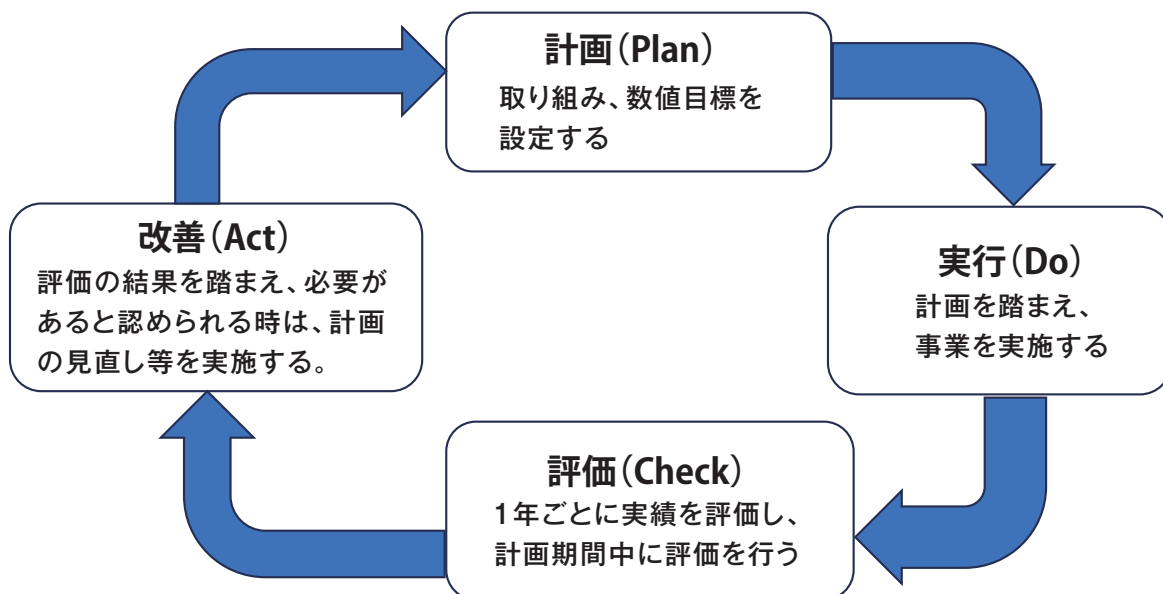 計画(Plan)
取り組み、数値目標を
設定する
実行(Do)
計画を踏まえ、
事業を実施する
評価(Check)
1年ごとに実績を評価し、
計画期間中に評価を行う
改善(Act)
評価の結果を踏まえ、必要が
あると認められる時は、計画
の見直し等を実施する。